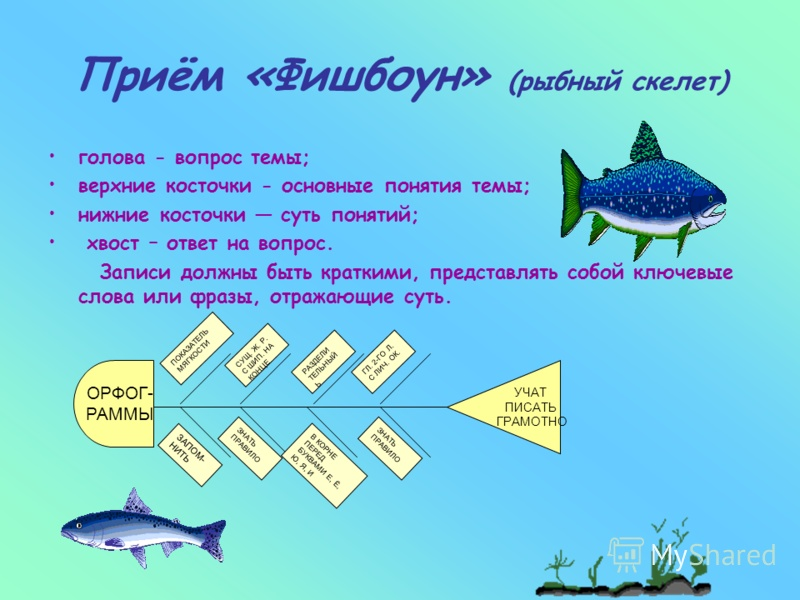 Приём «Фишбоун» (рыбный скелет)
• голова - вопрос темы;
• верхние косточки - основные понятия темы;
• нижние косточки — суть понятий;
• хвост – ответ на вопрос.
Записи должны быть краткими, представлять собой ключевые
слова или фразы, отражающие суть.
ПОКАЗАТЕЛЬ
МЯГКОСТИ
СУЩ. Ж. Р.
С ШИП. НА
КОНЦЕ
РАЗДЕЛИ
ТЕЛЬНЫЙ
Ь
ГЛ. 2-ГО Л.
С ЛИЧ. ОК.
ОРФОГ-
РАММЫ
УЧАТ
ПИСАТЬ
ГРАМОТНО
ЗАПОМ-
НИТЬ
ЗНАТЬ
ПРАВИЛО
В КОРНЕ
ПЕРЕД
БУКВАМИ Е, Ё,
Ю, Я, И
ЗНАТЬ
ПРАВИЛО
MyShared